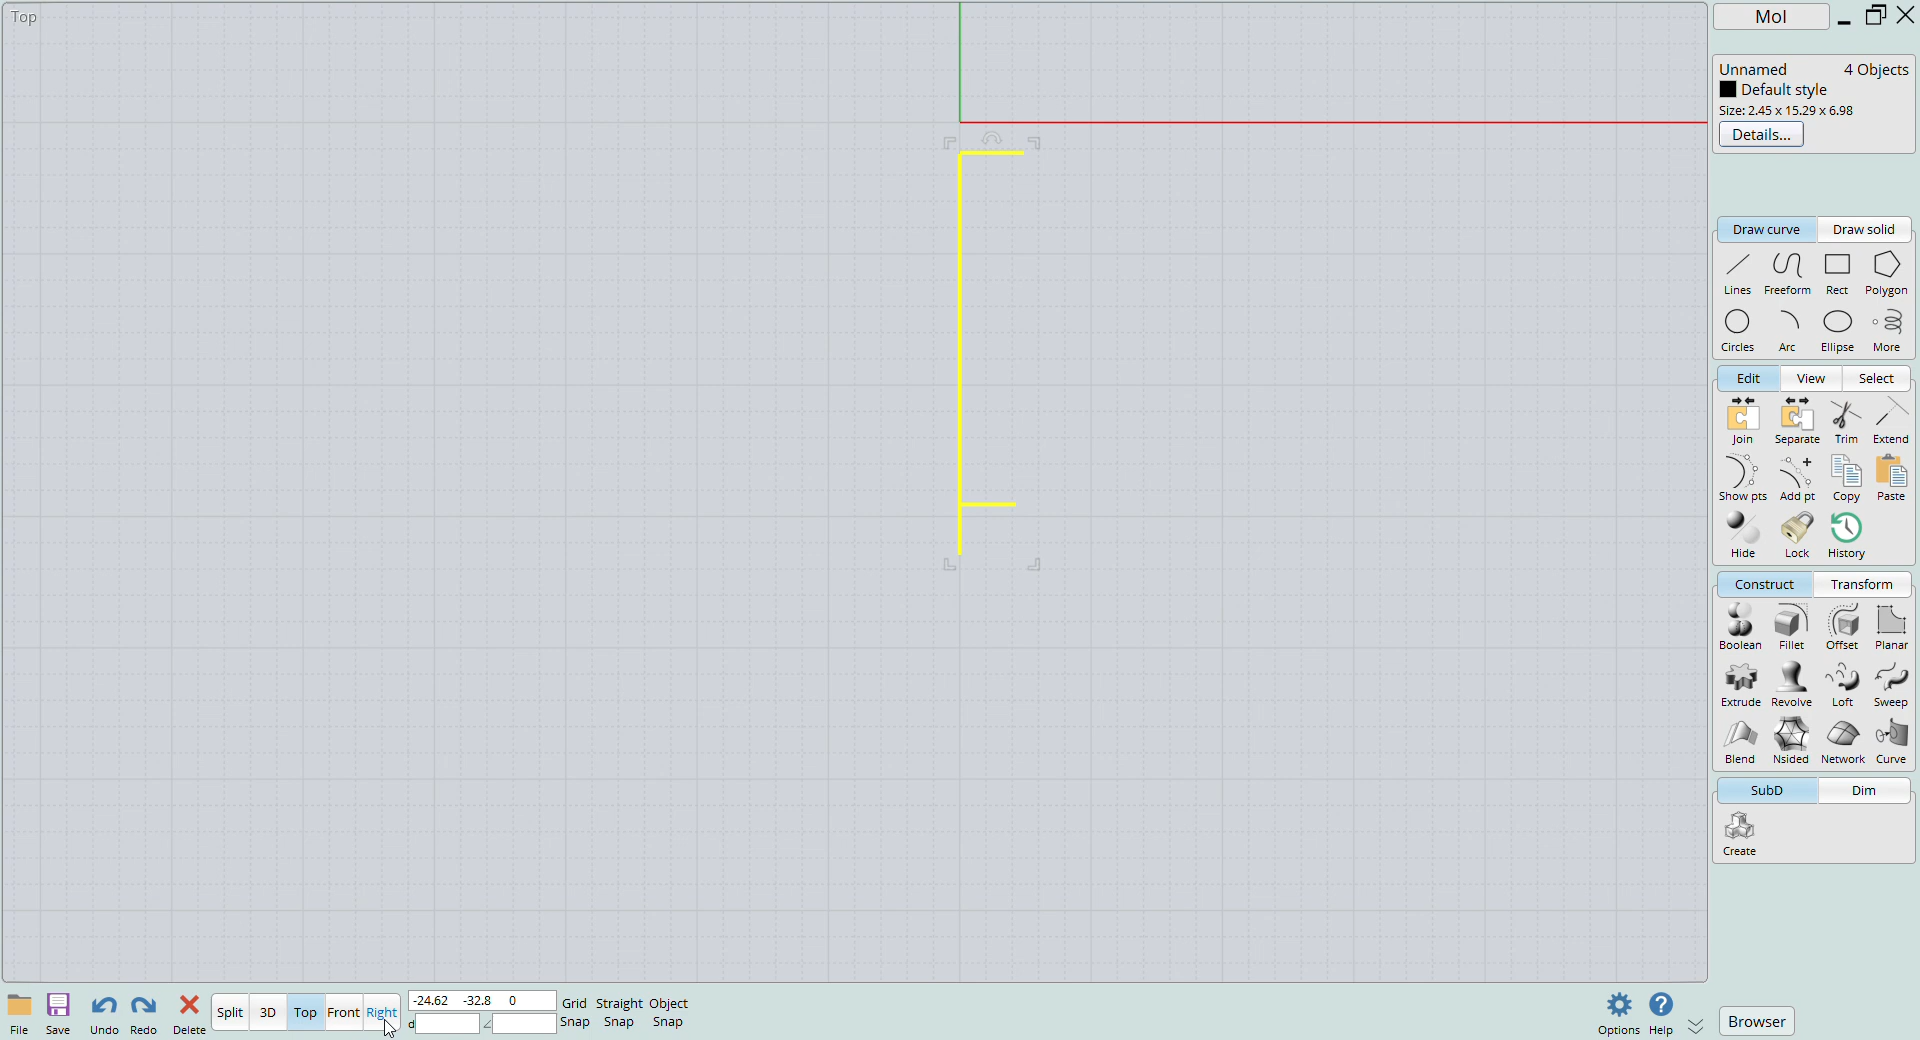 Top
MoI
Unnamed 4 Objects
Default style
Size: 2.45 x 15.29 x 6.98
Details...
Draw curve Draw solid
Lines Freeform Rect Polygon
Circles Arc Ellipse More
Edit View Select
Join Separate Trim Extend
Show pts Add pt Copy Paste
Hide Lock History
Construct Transform
Boolean Fillet Offset Planar
Extrude Revolve Loft Sweep
Blend Nsided Network Curve
SubD Dim
Create
File Save Undo Redo Delete
Split 3D Top Front Right
-24.62 -32.8 0
d
Grid Straight Object
Snap Snap Snap
Options Help
Browser